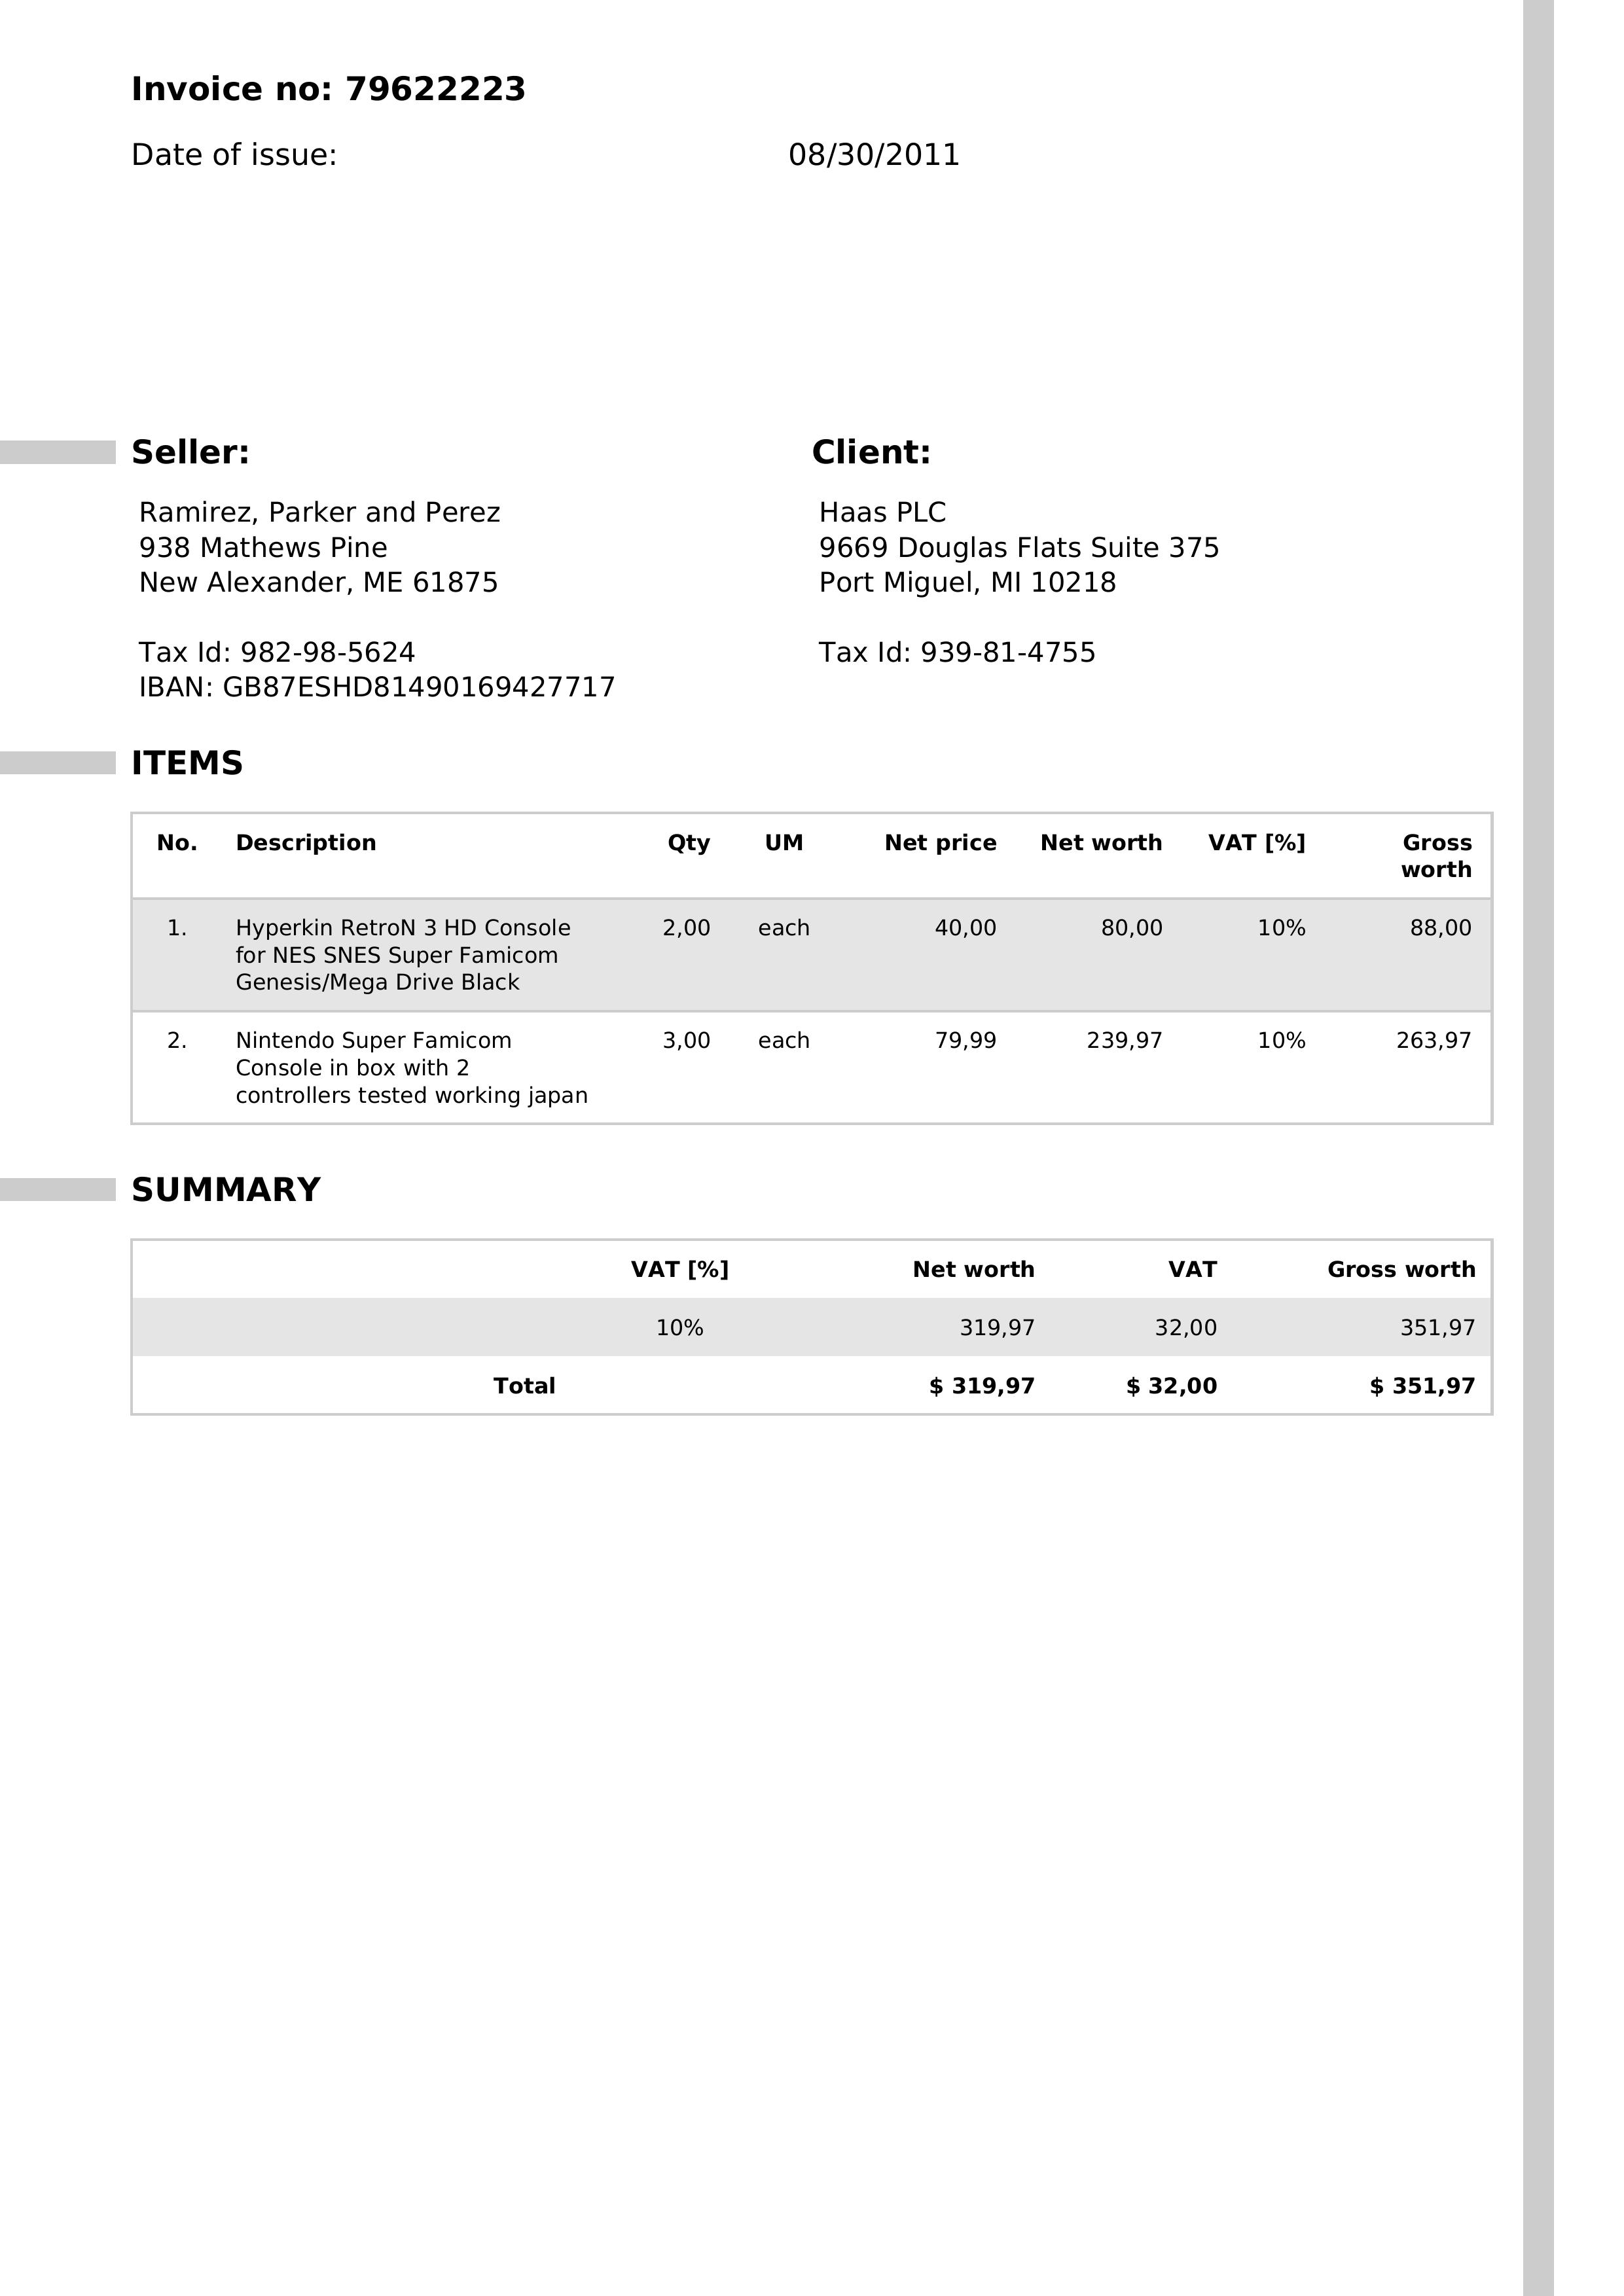 Invoice no: 79622223
Date of issue: 08/30/2011
Seller:
Ramirez, Parker and Perez
938 Mathews Pine
New Alexander, ME 61875
Tax Id: 982-98-5624
IBAN: GB87ESHD81490169427717
Client:
Haas PLC
9669 Douglas Flats Suite 375
Port Miguel, MI 10218
Tax Id: 939-81-4755
ITEMS
No. Description Qty UM Net price Net worth VAT [%] Gross
worth
1. Hyperkin RetroN 3 HD Console 2,00 each 40,00 80,00 10% 88,00
for NES SNES Super Famicom
Genesis/Mega Drive Black
2. Nintendo Super Famicom 3,00 each 79,99 239,97 10% 263,97
Console in box with 2
controllers tested working japan
SUMMARY
VAT [%] Net worth VAT Gross worth
10% 319,97 32,00 351,97
Total $ 319,97 $ 32,00 $ 351,97